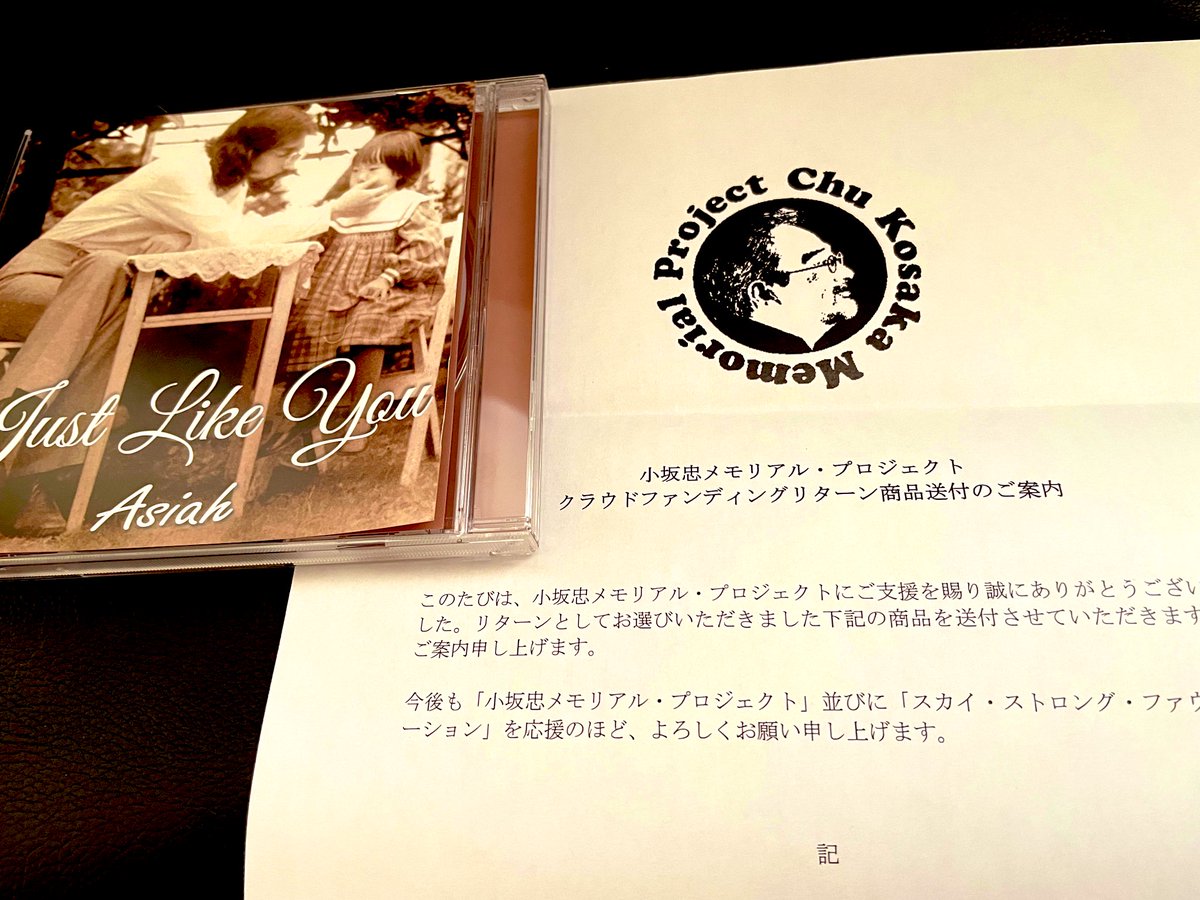 Just Like You
Asiah
Memorial Project Chu Kosaka
小坂忠メモリアル・プロジェクト
クラウドファンディングリターン商品送付のご案内
このたびは、小坂忠メモリアル・プロジェクトにご支援を賜り誠にありがとうござい
した。リターンとしてお選びいただきました下記の商品を送付させていただきます
ご案内申し上げます。
今後も「小坂忠メモリアル・プロジェクト」並びに「スカイ・ストロング・ファウ
ーション」を応援のほど、よろしくお願い申し上げます。
記